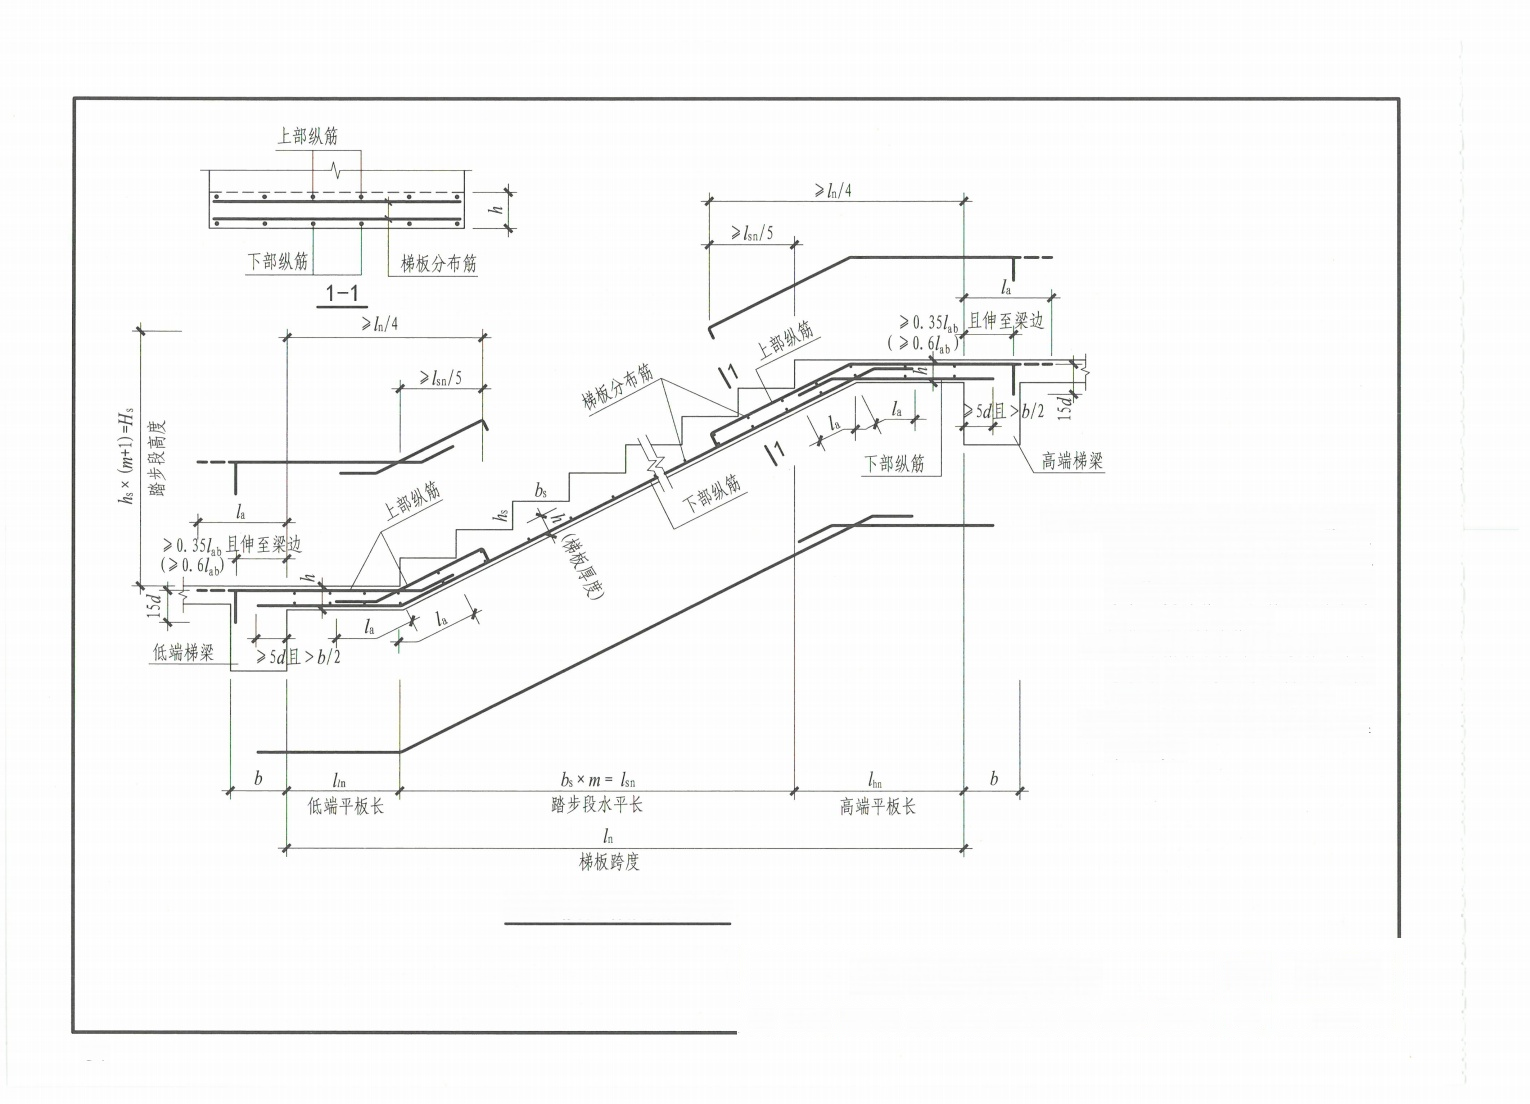 上部纵筋
h
下部纵筋
梯板分布筋
1-1
≥ln/4
≥lsn/5
la
≥0.35lab 且伸至梁边
(≥0.6lab)
上部纵筋
梯板分布筋
1
h
15d
≥5d且>b/2
la
la
1
下部纵筋
高端梯梁
≥ln/4
≥lsn/5
hs×(m+1)=Hs
踏步段高度
la
≥0.35lab 且伸至梁边
(≥0.6lab)
上部纵筋
bs
hs
h
(梯板厚度)
下部纵筋
h
15d
低端梯梁
≥5d且>b/2
la
la
b
lln
bs×m= lsn
lhn
b
低端平板长
踏步段水平长
高端平板长
ln
梯板跨度